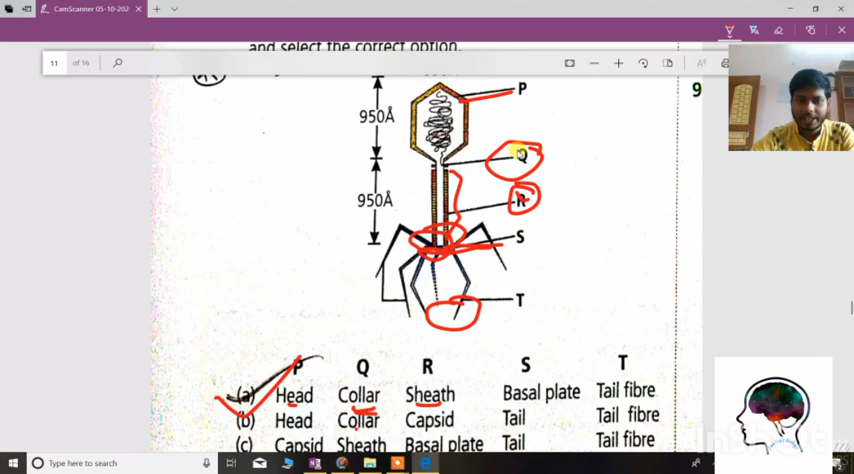 CamScanner 05-10-202
11 of 16
and select the correct option.
P
9
950Å
Q
950Å
R
S
T
P Q R S T
(a) Head Collar Sheath Basal plate Tail fibre
(b) Head Collar Capsid Tail Tail fibre
(c) Capsid Sheath Basal plate Tail Tail fibre
Type here to search